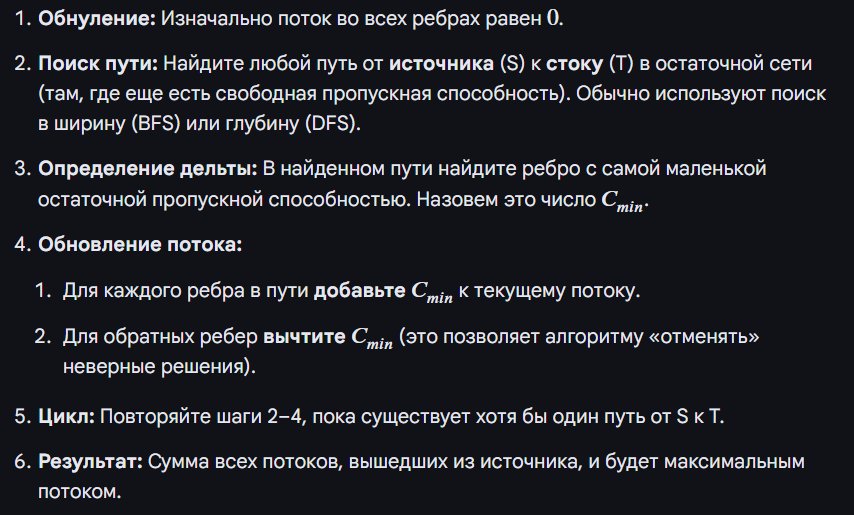 1. Обнуление: Изначально поток во всех ребрах равен 0.
2. Поиск пути: Найдите любой путь от источника (S) к стоку (T) в остаточной сети
(там, где еще есть свободная пропускная способность). Обычно используют поиск
в ширину (BFS) или глубину (DFS).
3. Определение дельты: В найденном пути найдите ребро с самой маленькой
остаточной пропускной способностью. Назовем это число C_min.
4. Обновление потока:
1. Для каждого ребра в пути добавьте C_min к текущему потоку.
2. Для обратных ребер вычтите C_min (это позволяет алгоритму «отменять»
неверные решения).
5. Цикл: Повторяйте шаги 2–4, пока существует хотя бы один путь от S к T.
6. Результат: Сумма всех потоков, вышедших из источника, и будет максимальным
потоком.